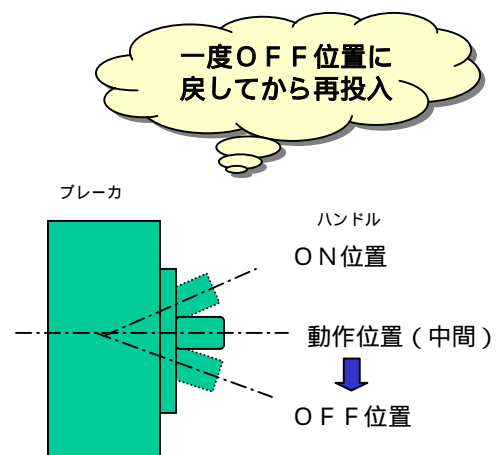 一度ＯＦＦ位置に
戻してから再投入
ブレーカ
ハンドル
ＯＮ位置
動作位置（中間）
ＯＦＦ位置